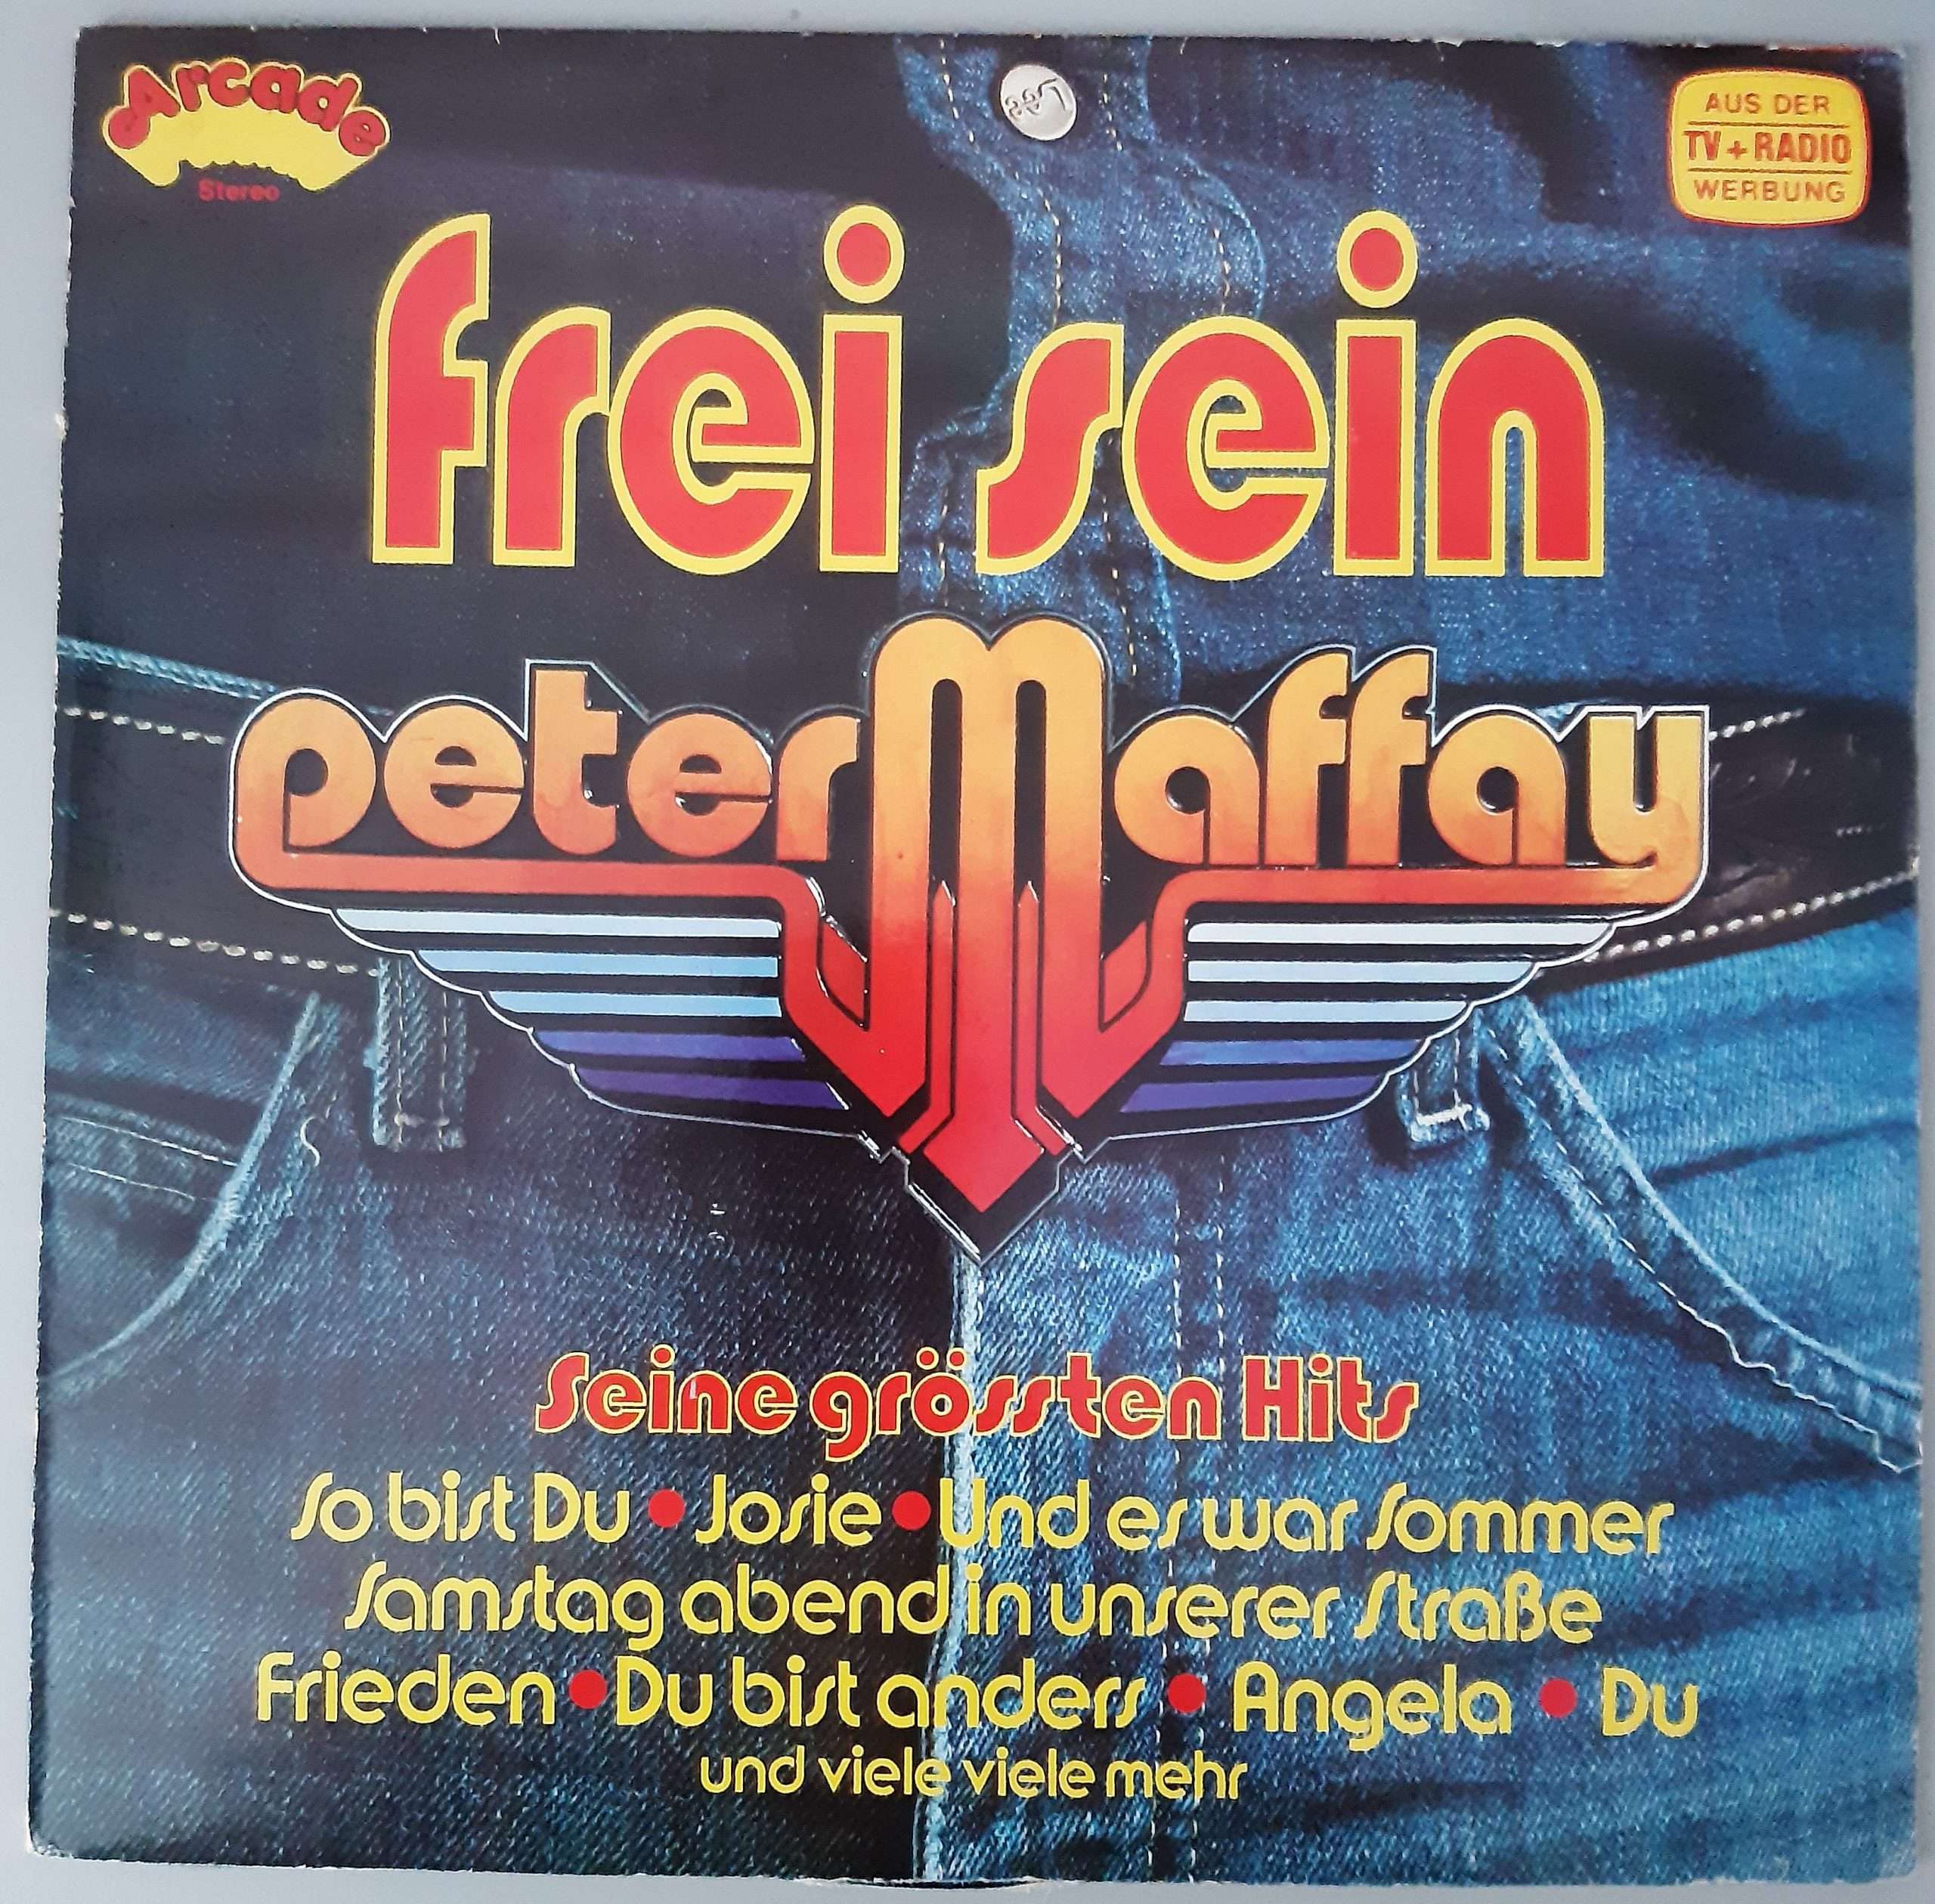 Arcade
Stereo
Lee
AUS DER
TV+RADIO
WERBUNG
frei sein
peter Maffay
Seine grössten Hits
So bist Du • Josie • Und es war Sommer
Samstag abend in unserer Straße
Frieden • Du bist anders • Angela • Du
und viele viele mehr